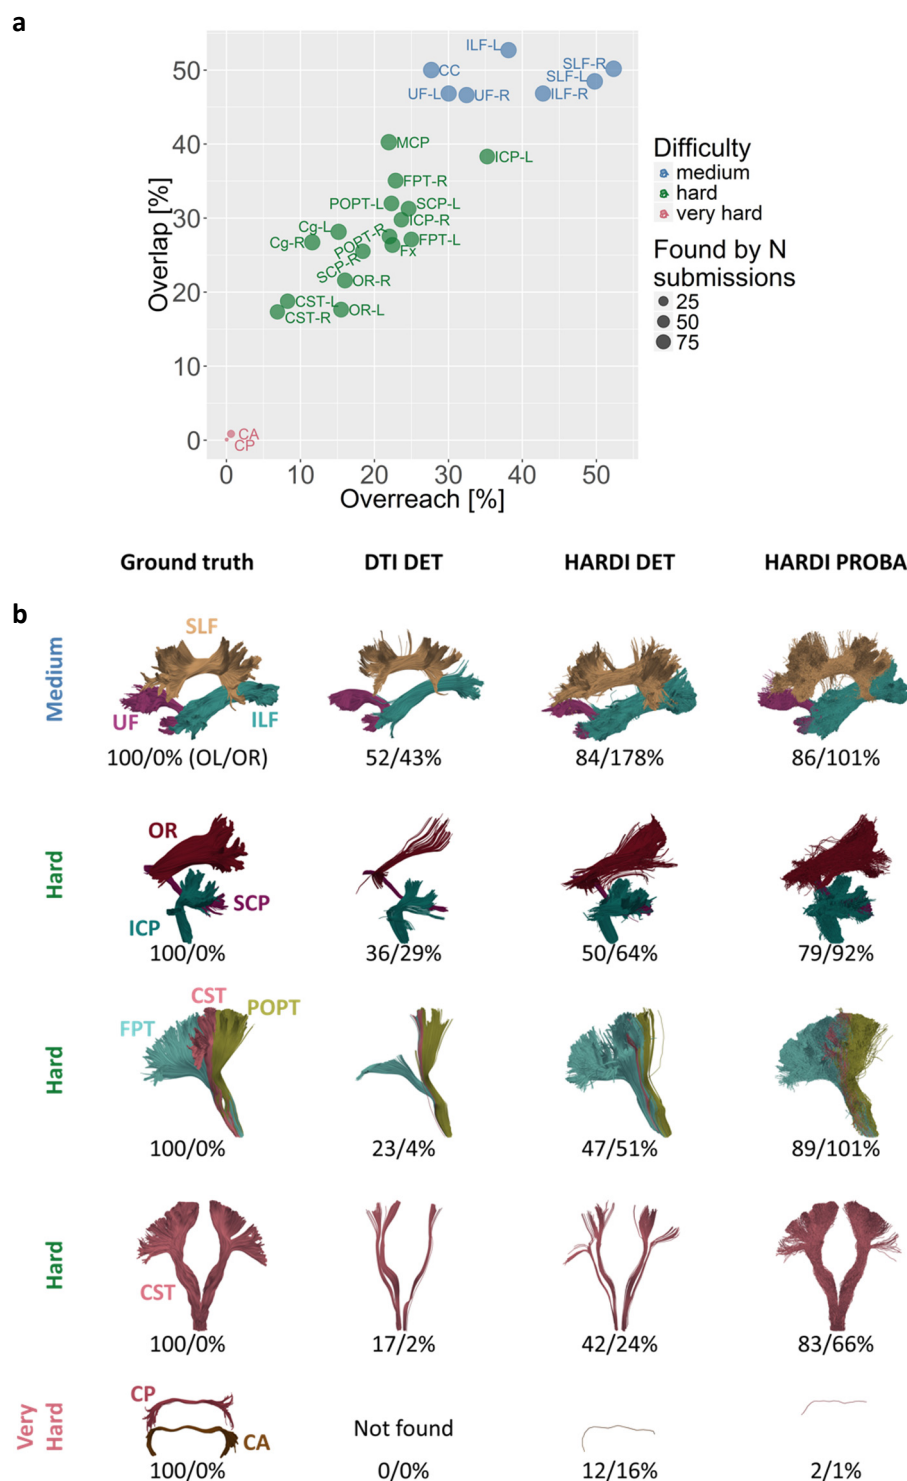 a
Overlap [%]
50
40
30
20
10
0
ILF-L
CC
SLF-R
SLF-L
UF-L
UF-R
ILF-R
MCP
ICP-L
FPT-R
POPT-L
SCP-L
ICP-R
Cg-L
Cg-R
POPT-R
FPT-L
Fx
SCP-R
OR-R
CST-L
OR-L
CST-R
CA
CP
0 10 20 30 40 50
Overreach [%]
Difficulty
medium
hard
very hard
Found by N
submissions
25
50
75
Ground truth DTI DET HARDI DET HARDI PROBA
b
Medium
SLF
UF ILF
100/0% (OL/OR) 52/43% 84/178% 86/101%
Hard
OR
SCP
ICP
100/0% 36/29% 50/64% 79/92%
Hard
CST
POPT
FPT
100/0% 23/4% 47/51% 89/101%
Hard
CST
100/0% 17/2% 42/24% 83/66%
Very
Hard
CP
Not found
CA
100/0% 0/0% 12/16% 2/1%